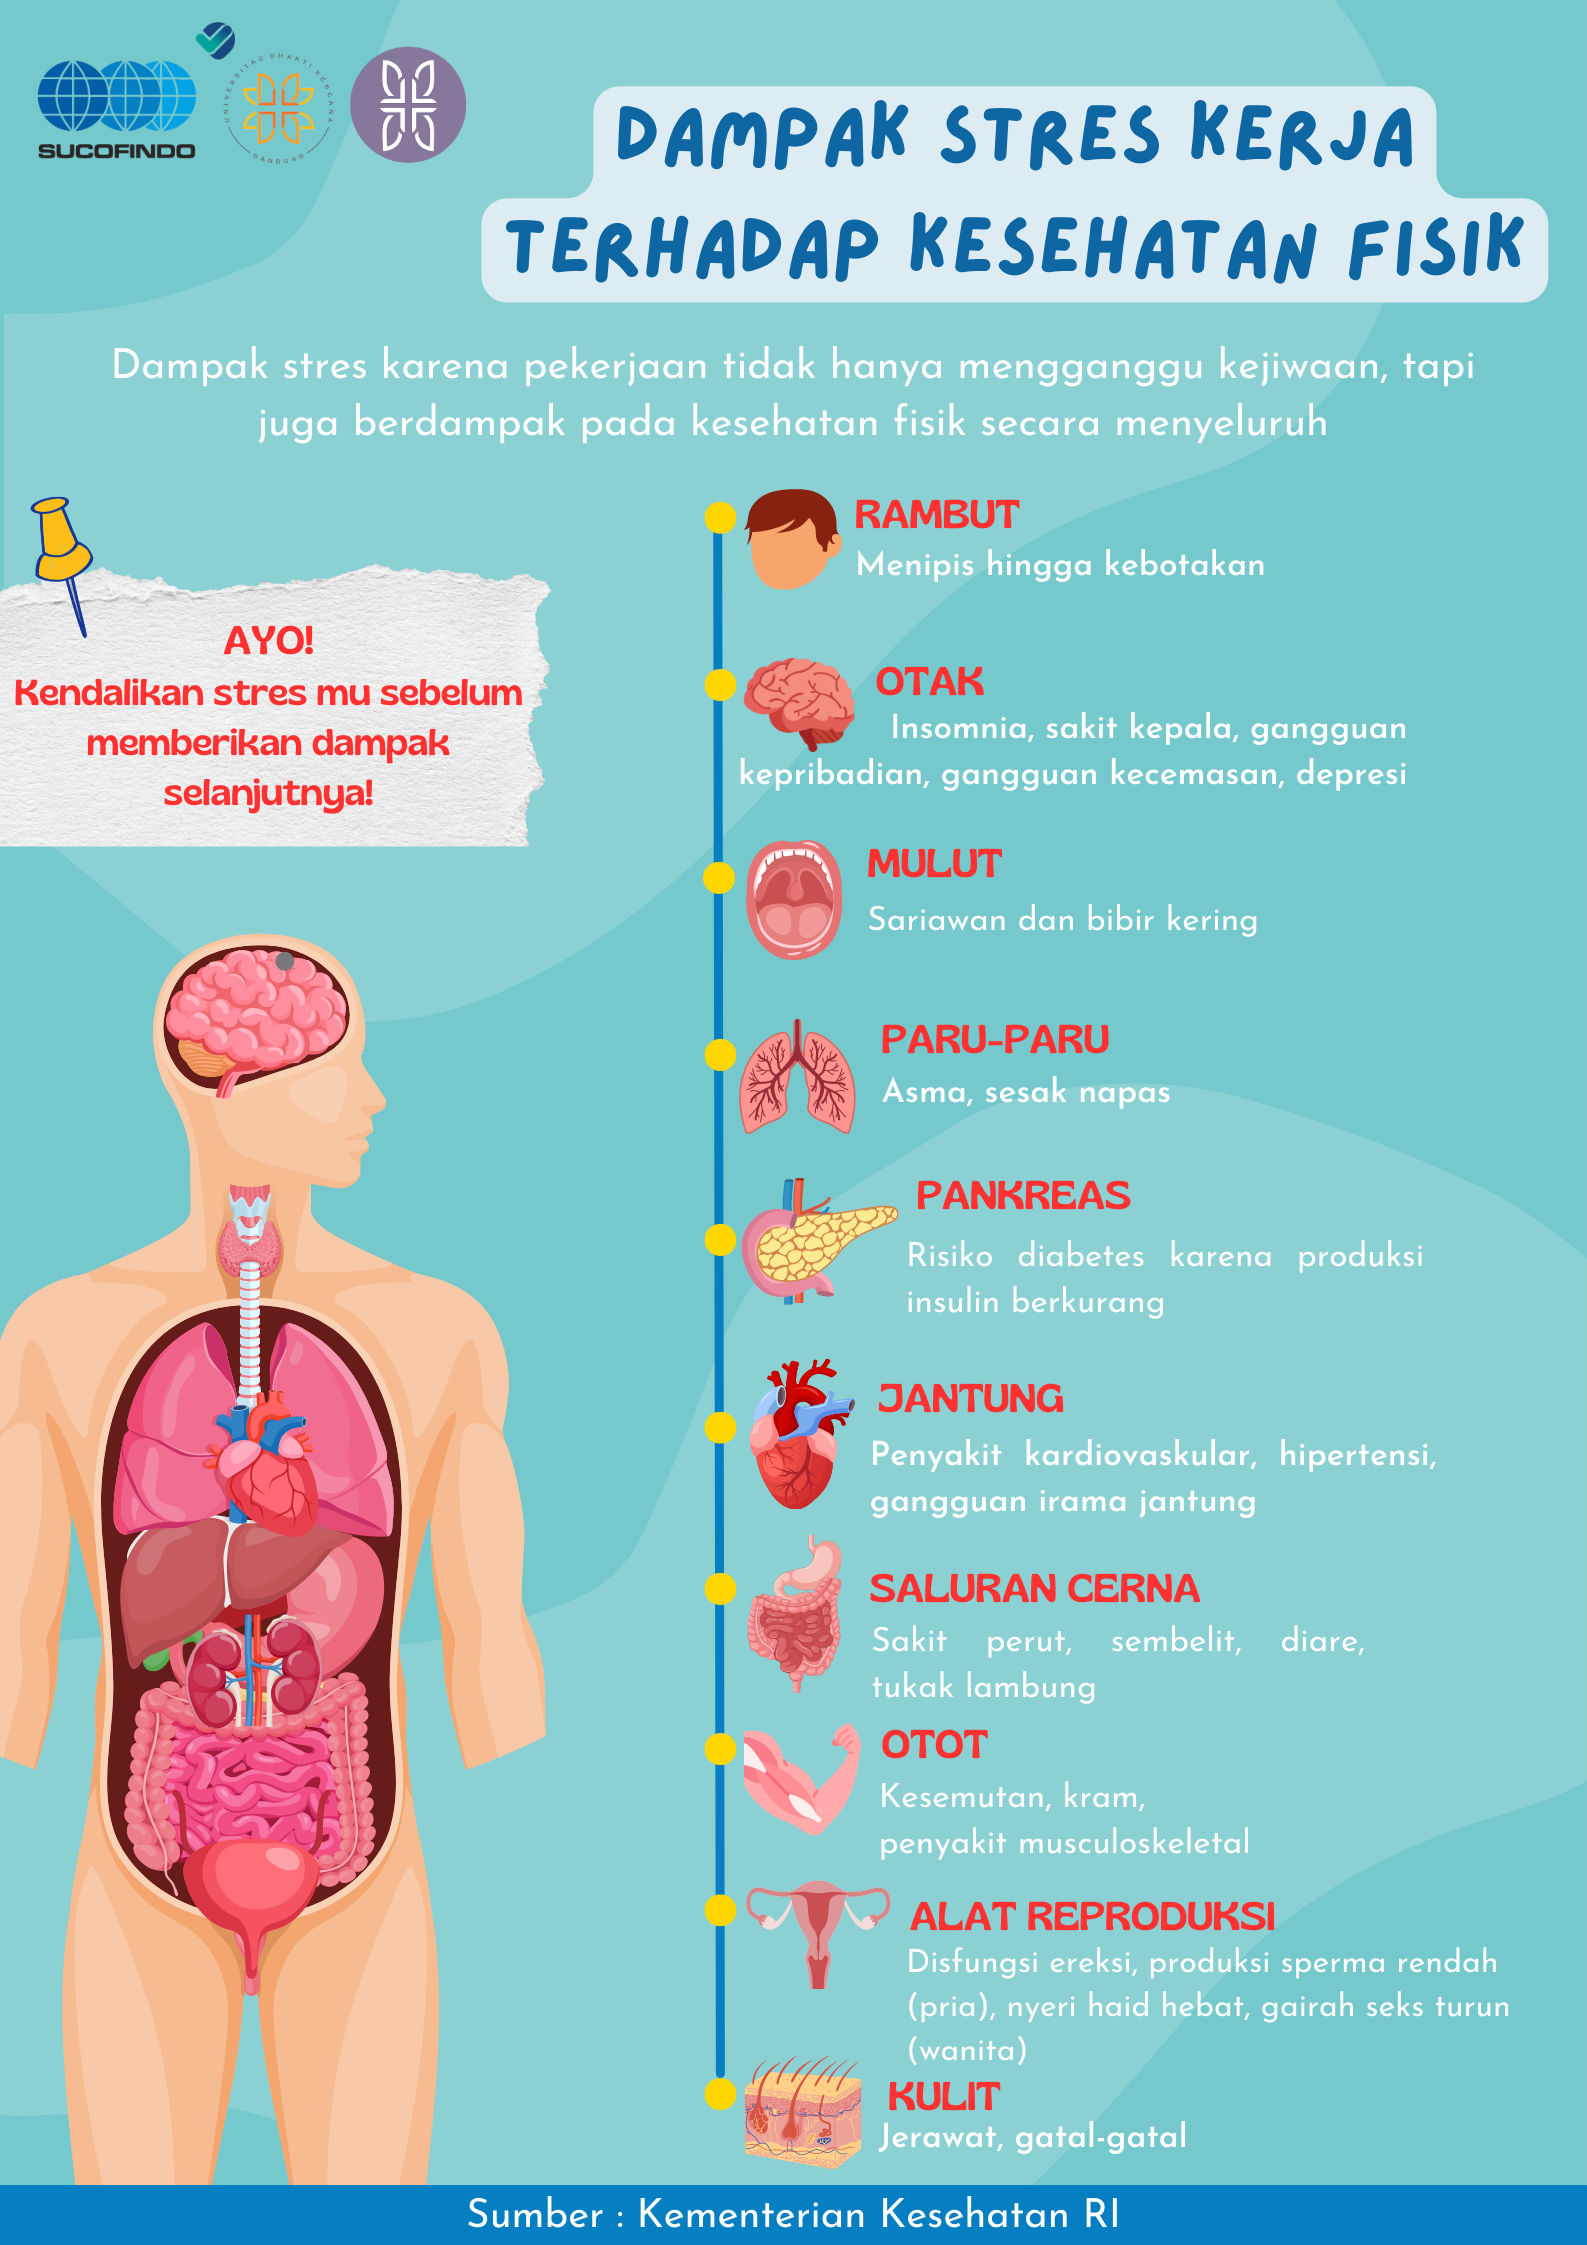 SUCOFINDO
UNIVERSITAS BHAKTI KENCANA
BANDUNG
DAMPAK STRES KERJA
TERHADAP KESEHATAN FISIK
Dampak stres karena pekerjaan tidak hanya mengganggu kejiwaan, tapi
juga berdampak pada kesehatan fisik secara menyeluruh
AYO!
Kendalikan stres mu sebelum
memberikan dampak
selanjutnya!
RAMBUT
Menipis hingga kebotakan
OTAK
Insomnia, sakit kepala, gangguan
kepribadian, gangguan kecemasan, depresi
MULUT
Sariawan dan bibir kering
PARU-PARU
Asma, sesak napas
PANKREAS
Risiko diabetes karena produksi
insulin berkurang
JANTUNG
Penyakit kardiovaskular, hipertensi,
gangguan irama jantung
SALURAN CERNA
Sakit perut, sembelit, diare,
tukak lambung
OTOT
Kesemutan, kram,
penyakit musculoskeletal
ALAT REPRODUKSI
Disfungsi ereksi, produksi sperma rendah
(pria), nyeri haid hebat, gairah seks turun
(wanita)
KULIT
Jerawat, gatal-gatal
Sumber : Kementerian Kesehatan RI